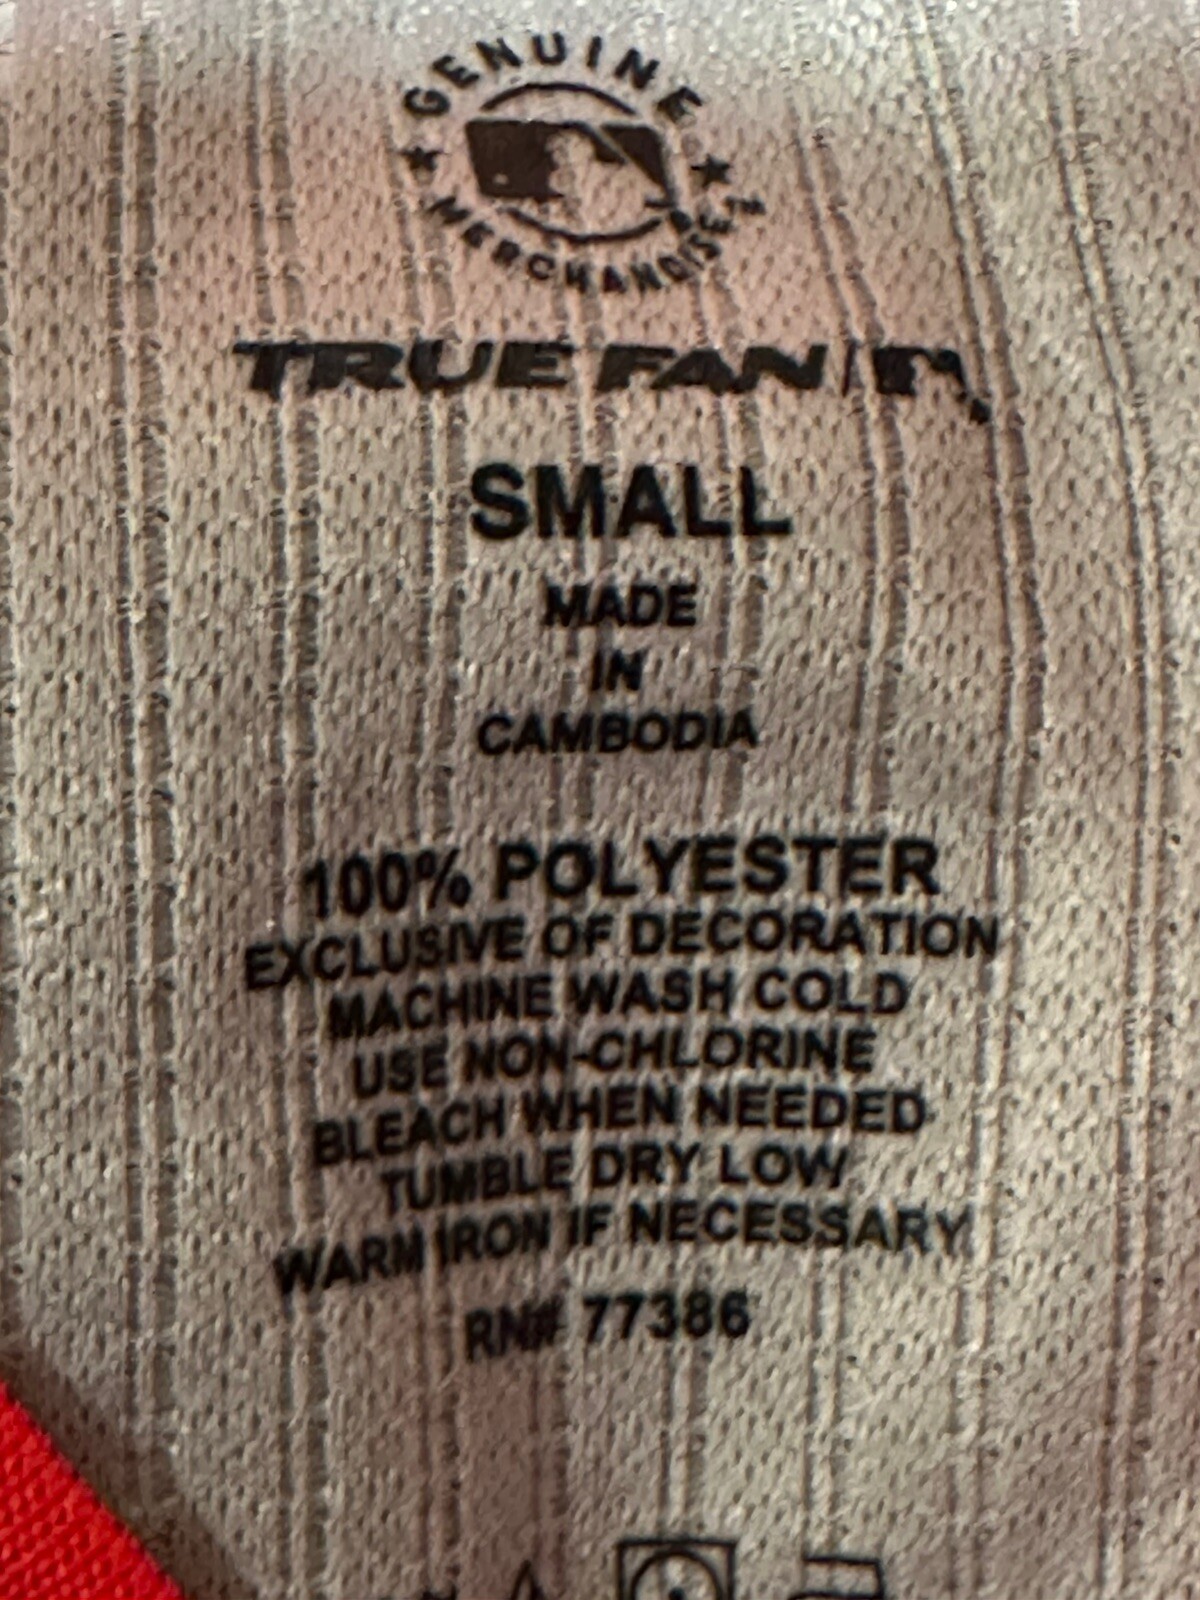 GENUINE
MERCHANDISE
TRUE FAN
SMALL
MADE
IN
CAMBODIA
100% POLYESTER
EXCLUSIVE OF DECORATION
MACHINE WASH COLD
USE NON-CHLORINE
BLEACH WHEN NEEDED
TUMBLE DRY LOW
WARM IRON IF NECESSARY
RN# 77386